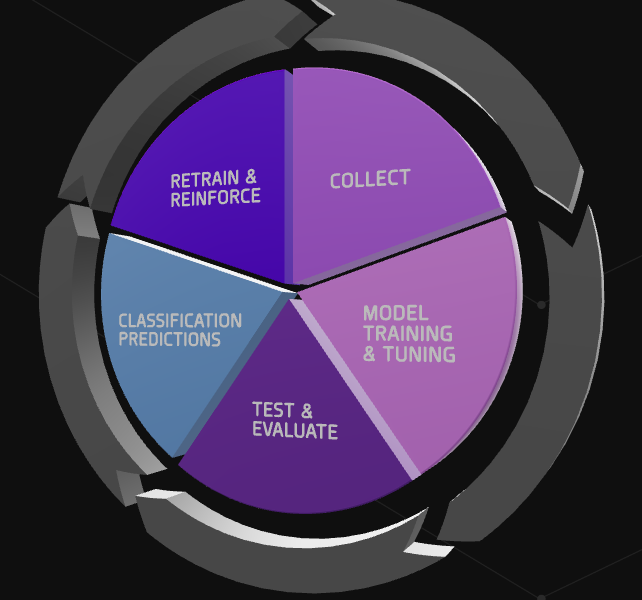 COLLECT
MODEL
TRAINING
& TUNING
TEST &
EVALUATE
CLASSIFICATION
PREDICTIONS
RETRAIN &
REINFORCE